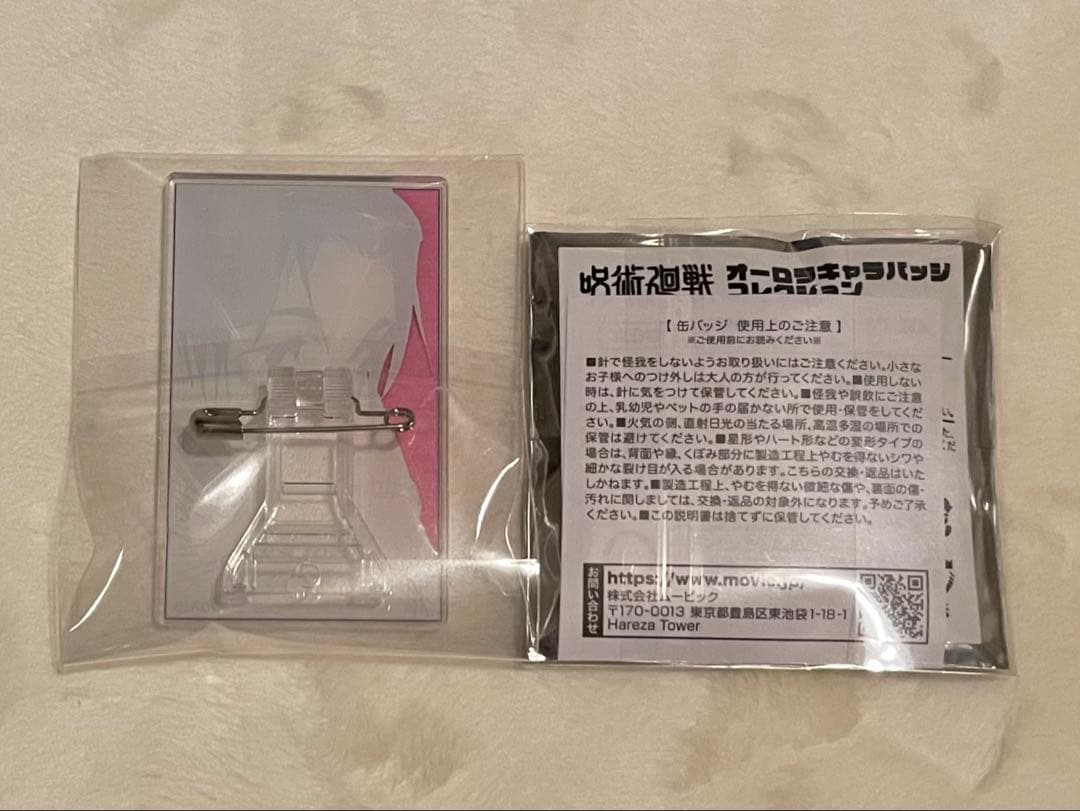 呪術廻戦 オーロラキャラバッジ
コレクション
【 缶バッジ 使用上のご注意 】
※ご使用前にお読みください※
■針で怪我をしないようお取り扱いにはご注意ください。小さな
お子様へのつけ外しは大人の方が行ってください。■使用しない
時は、針に気をつけて保管してください。■怪我や誤飲にご注意
の上、乳幼児やペットの手の届かない所で使用・保管をしてくだ
さい。■火気の側、直射日光の当たる場所、高温多湿の場所での
保管は避けてください。■星形やハート形などの変形タイプの
場合は、背面や縁、くぼみ部分に製造工程上やむを得ないシワや
細かな裂け目が入る場合があります。こちらの交換・返品はいた
しかねます。■製造工程上、やむを得ない微細な傷や、裏面の傷・
汚れに関しましては、交換・返品の対象外になります。予めご了承
ください。■この説明書は捨てずに保管してください。
お問い合わせ
https://www.movic.jp/
株式会社ムービック
〒170-0013 東京都豊島区東池袋1-18-1
Hareza Tower